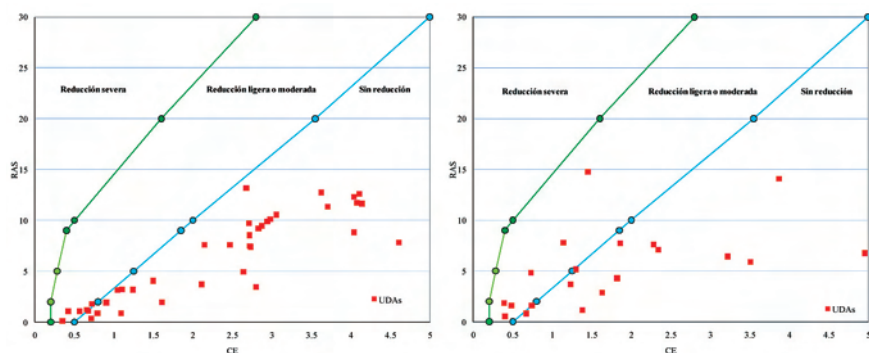 30
25
20
15
10
5
0
RAS
Reducción severa
Reducción ligera o moderada
Sin reducción
UDAs
0 0.5 1 1.5 2 2.5 3 3.5 4 4.5 5
CE
30
25
20
15
10
5
0
RAS
Reducción severa
Reducción ligera o moderada
Sin reducción
UDAs
0 0.5 1 1.5 2 2.5 3 3.5 4 4.5 5
CE